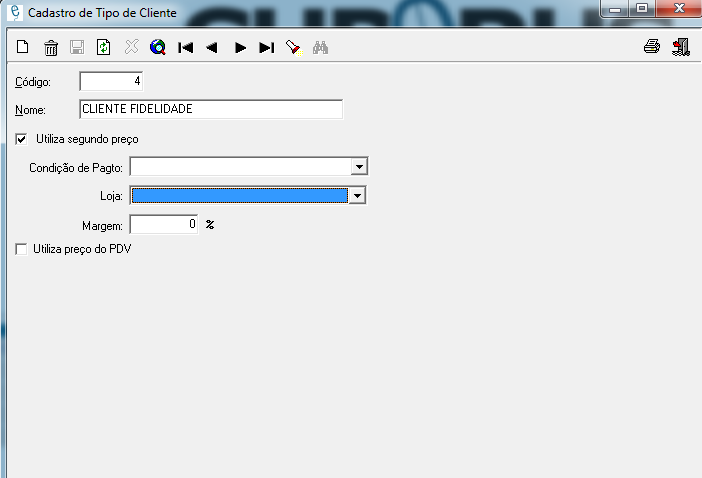 Cadastro de Tipo de Cliente
Código: 4
Nome: CLIENTE FIDELIDADE
Utiliza segundo preço
Condição de Pagto:
Loja:
Margem: 0 %
Utiliza preço do PDV